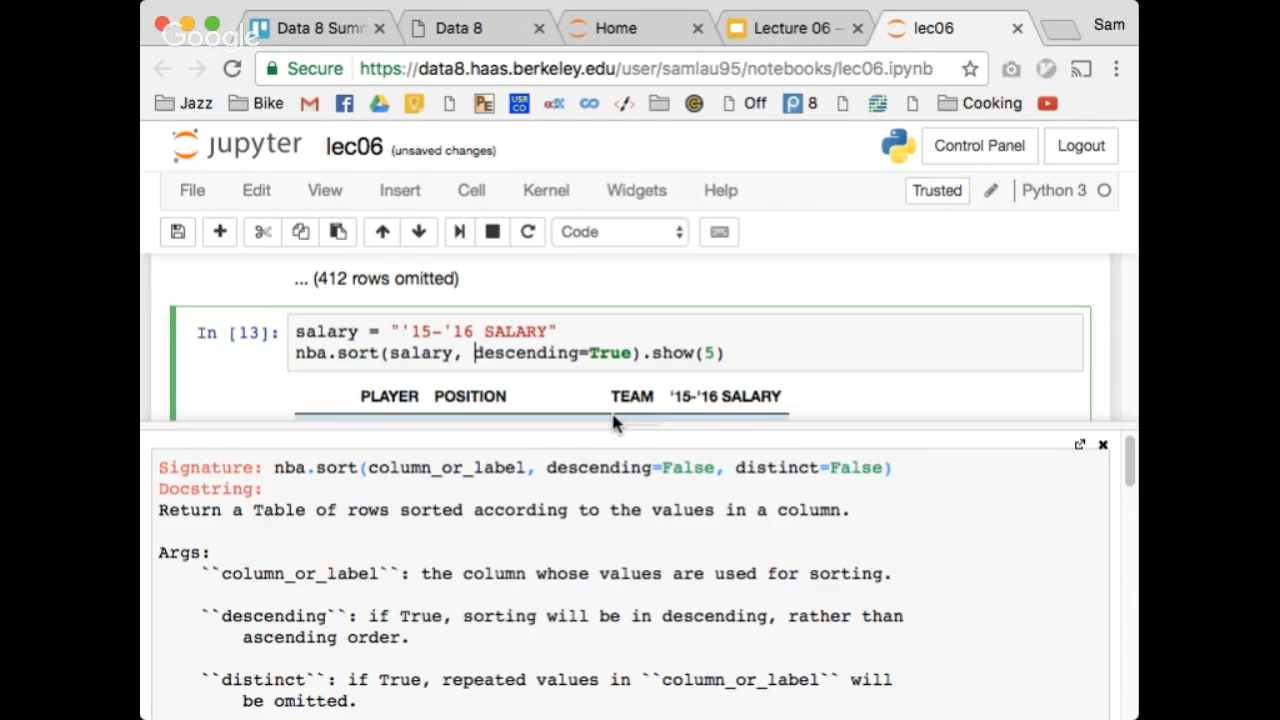 Google
Data 8 Sum
Data 8
Home
Lecture 06 –
lec06
Sam
Secure
https://data8.haas.berkeley.edu/user/samlau95/notebooks/lec06.ipynb
Jazz
Bike
PE
USR CO
edX
Off
8
Cooking
jupyter
lec06 (unsaved changes)
Control Panel
Logout
File Edit View Insert Cell Kernel Widgets Help
Trusted
Python 3
Code
... (412 rows omitted)
In [13]:
salary = "'15-'16 SALARY"
nba.sort(salary, descending=True).show(5)
PLAYER POSITION TEAM '15-'16 SALARY
Signature: nba.sort(column_or_label, descending=False, distinct=False)
Docstring:
Return a Table of rows sorted according to the values in a column.
Args:
``column_or_label``: the column whose values are used for sorting.
``descending``: if True, sorting will be in descending, rather than
ascending order.
``distinct``: if True, repeated values in ``column_or_label`` will
be omitted.